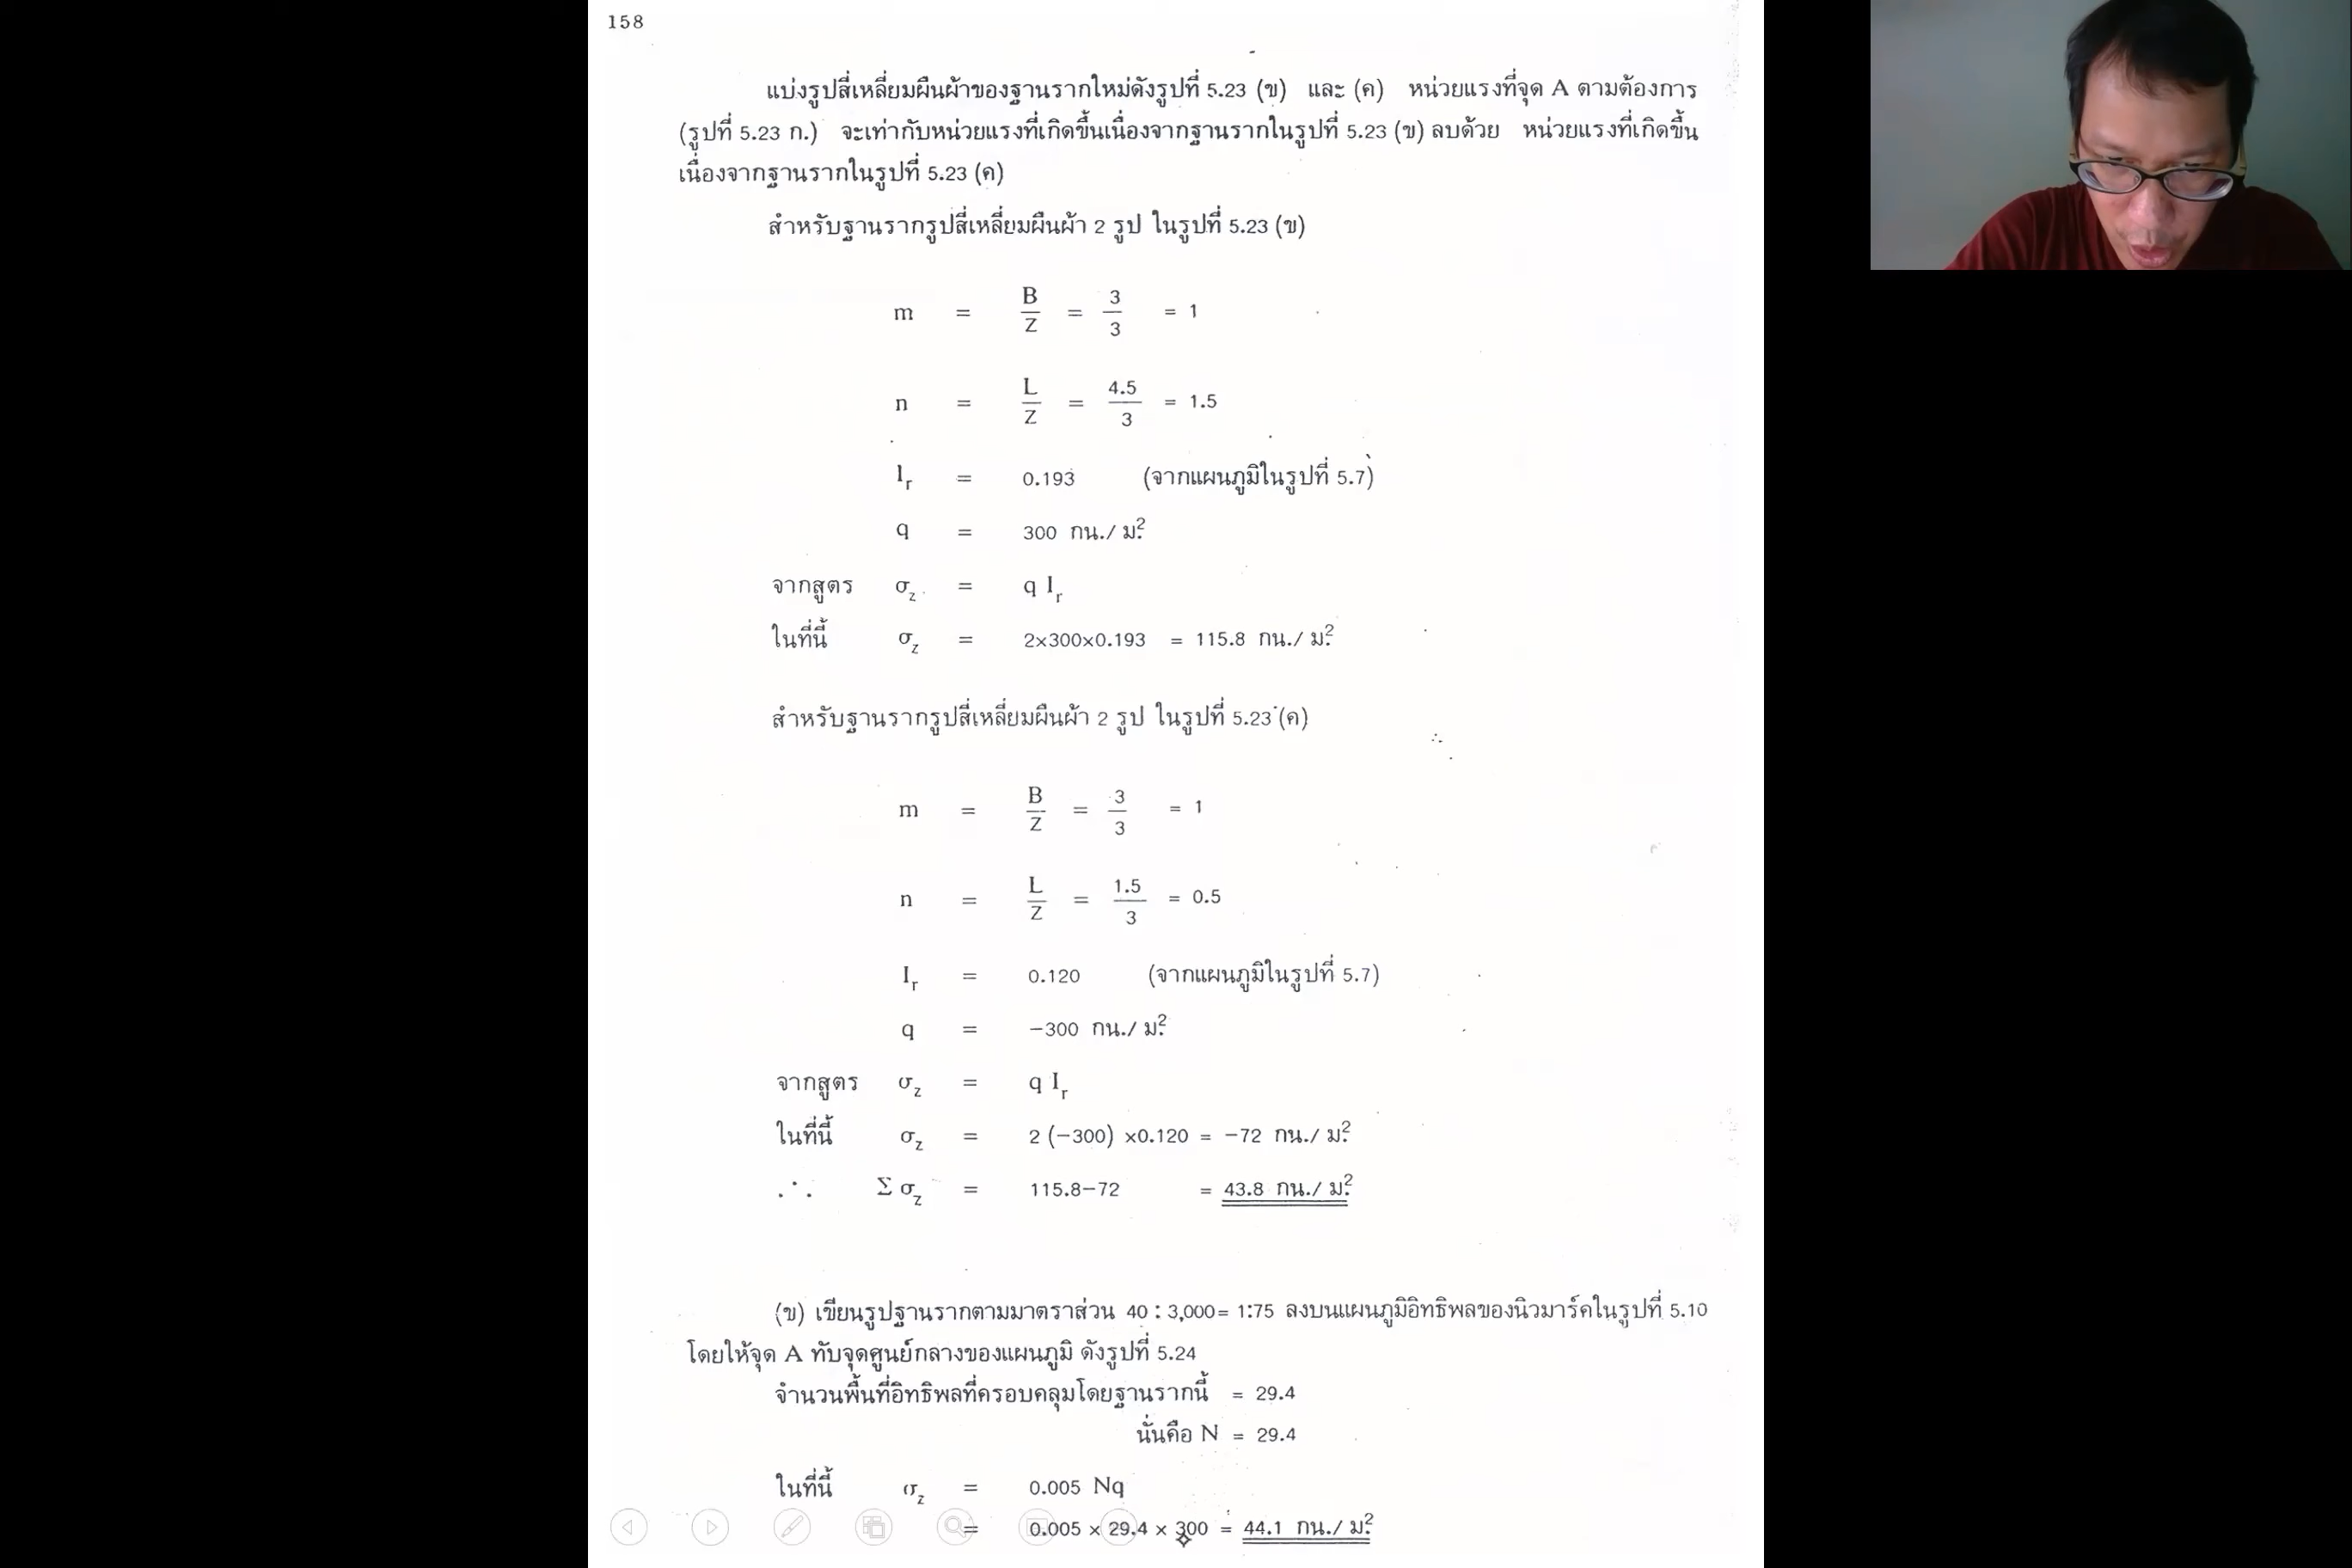 158
แบ่งรูปสี่เหลี่ยมผืนผ้าของฐานรากใหม่ดังรูปที่ 5.23 (ข) และ (ค) หน่วยแรงที่จุด A ตามต้องการ
(รูปที่ 5.23 ก.) จะเท่ากับหน่วยแรงที่เกิดขึ้นเนื่องจากฐานรากในรูปที่ 5.23 (ข) ลบด้วย หน่วยแรงที่เกิดขึ้น
เนื่องจากฐานรากในรูปที่ 5.23 (ค)
สำหรับฐานรากรูปสี่เหลี่ยมผืนผ้า 2 รูป ในรูปที่ 5.23 (ข)
m = B/Z = 3/3 = 1
n = L/Z = 4.5/3 = 1.5
I_r = 0.193 (จากแผนภูมิในรูปที่ 5.7)
q = 300 กน./ ม.²
จากสูตร σ_z = q I_r
ในที่นี้ σ_z = 2×300×0.193 = 115.8 กน./ ม.²
สำหรับฐานรากรูปสี่เหลี่ยมผืนผ้า 2 รูป ในรูปที่ 5.23 (ค)
m = B/Z = 3/3 = 1
n = L/Z = 1.5/3 = 0.5
I_r = 0.120 (จากแผนภูมิในรูปที่ 5.7)
q = −300 กน./ ม.²
จากสูตร σ_z = q I_r
ในที่นี้ σ_z = 2 (−300) ×0.120 = −72 กน./ ม.²
∴ Σ σ_z = 115.8−72 = 43.8 กน./ ม.²
(ข) เขียนรูปฐานรากตามมาตราส่วน 40 : 3,000 = 1:75 ลงบนแผนภูมิอิทธิพลของนิวมาร์คในรูปที่ 5.10
โดยให้จุด A ทับจุดศูนย์กลางของแผนภูมิ ดังรูปที่ 5.24
จำนวนพื้นที่อิทธิพลที่ครอบคลุมโดยฐานรากนี้ = 29.4
นั่นคือ N = 29.4
ในที่นี้ σ_z = 0.005 Nq
= 0.005 × 29.4 × 300 = 44.1 กน./ ม.²